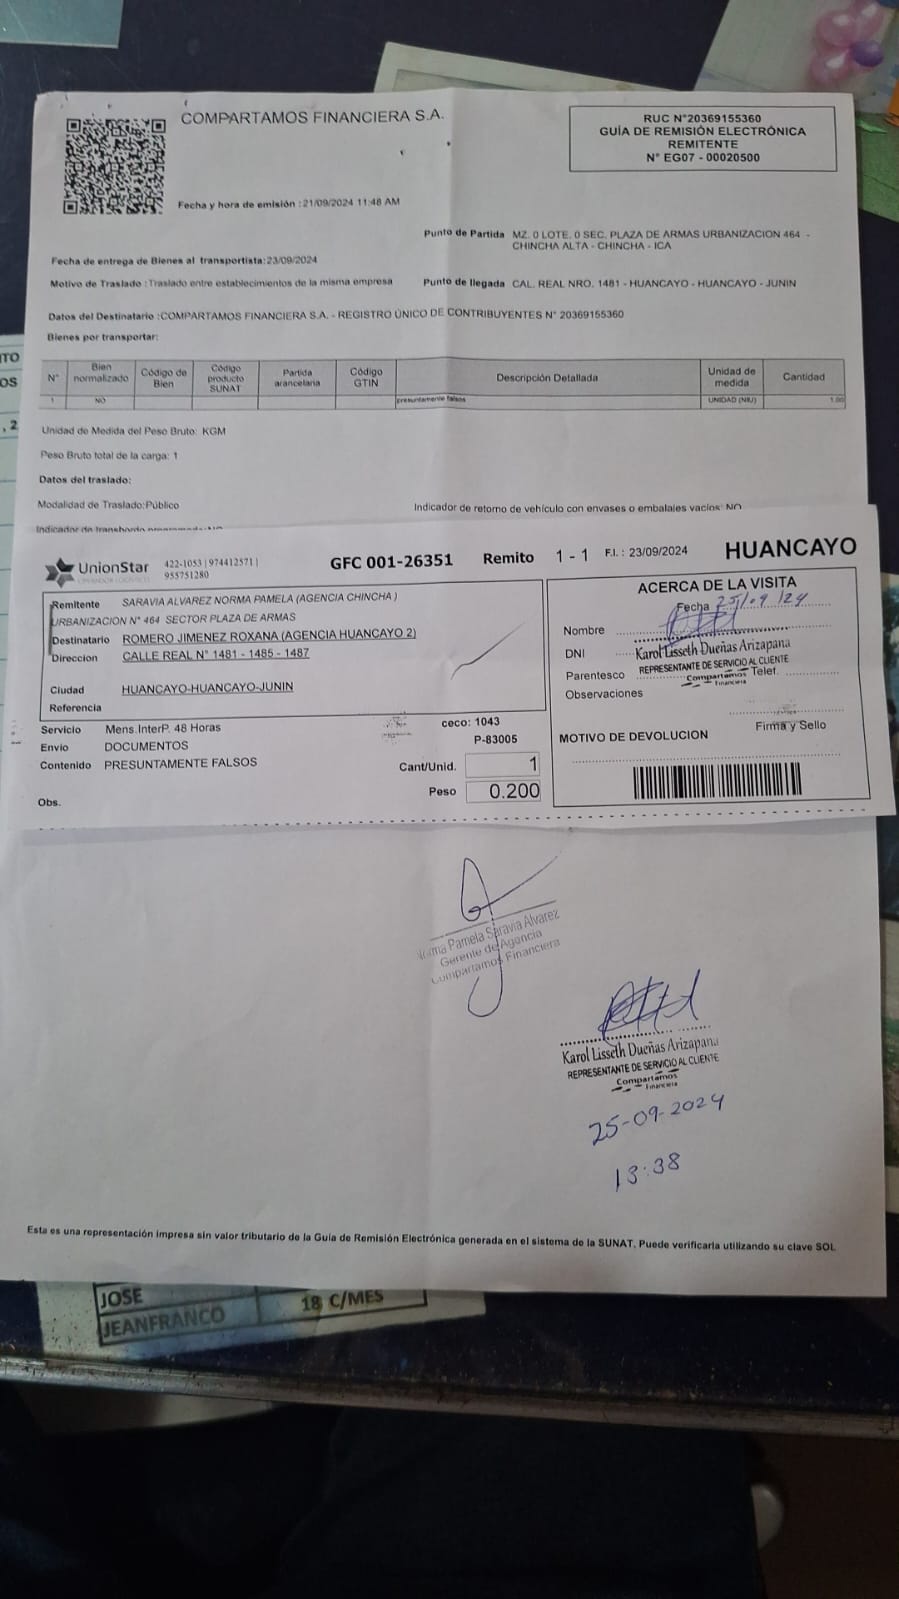 COMPARTAMOS FINANCIERA S.A.
RUC N°20369155360
GUÍA DE REMISIÓN ELECTRÓNICA
REMITENTE
N° EG07 - 00020500
Fecha y hora de emisión : 21/09/2024 11:48 AM
Punto de Partida MZ. 0 LOTE. 0 SEC. PLAZA DE ARMAS URBANIZACION 464 -
CHINCHA ALTA - CHINCHA - ICA
Fecha de entrega de Bienes al transportista:23/09/2024
Motivo de Traslado :Traslado entre establecimientos de la misma empresa
Punto de llegada CAL. REAL NRO. 1481 - HUANCAYO - HUANCAYO - JUNIN
Datos del Destinatario :COMPARTAMOS FINANCIERA S.A. - REGISTRO ÚNICO DE CONTRIBUYENTES N° 20369155360
Bienes por transportar:
N° Bien normalizado Código de Bien Código producto SUNAT Partida arancelaria Código GTIN Descripción Detallada Unidad de medida Cantidad
1 NO presuntamente falsos UNIDAD (NIU) 1.00
Unidad de Medida del Peso Bruto: KGM
Peso Bruto total de la carga: 1
Datos del traslado:
Modalidad de Traslado:Público
Indicador de retorno de vehículo con envases o embalajes vacíos: NO
UnionStar
422-1053 | 974412571 |
955751280
GFC 001-26351 Remito 1 - 1 F.I. : 23/09/2024 HUANCAYO
Remitente SARAVIA ALVAREZ NORMA PAMELA (AGENCIA CHINCHA )
URBANIZACION N° 464 SECTOR PLAZA DE ARMAS
Destinatario ROMERO JIMENEZ ROXANA (AGENCIA HUANCAYO 2)
Direccion CALLE REAL N° 1481 - 1485 - 1487
Ciudad HUANCAYO-HUANCAYO-JUNIN
Referencia
Servicio Mens.InterP. 48 Horas
ceco: 1043
Envio DOCUMENTOS
P-83005
Contenido PRESUNTAMENTE FALSOS
Cant/Unid. 1
Peso 0.200
Obs.
ACERCA DE LA VISITA
Fecha 25/09/24
Nombre
DNI
Karol Lisseth Dueñas Arizapana
REPRESENTANTE DE SERVICIO AL CLIENTE
Compartamos
Financiera
Parentesco
Telef.
Observaciones
Firma y Sello
MOTIVO DE DEVOLUCION
Norma Pamela Saravia Alvarez
Gerente de Agencia
Compartamos Financiera
Karol Lisseth Dueñas Arizapana
REPRESENTANTE DE SERVICIO AL CLIENTE
Compartamos
Financiera
25-09-2024
13:38
Esta es una representación impresa sin valor tributario de la Guía de Remisión Electrónica generada en el sistema de la SUNAT. Puede verificarla utilizando su clave SOL
JOSE
JEANFRANCO
18 C/MES